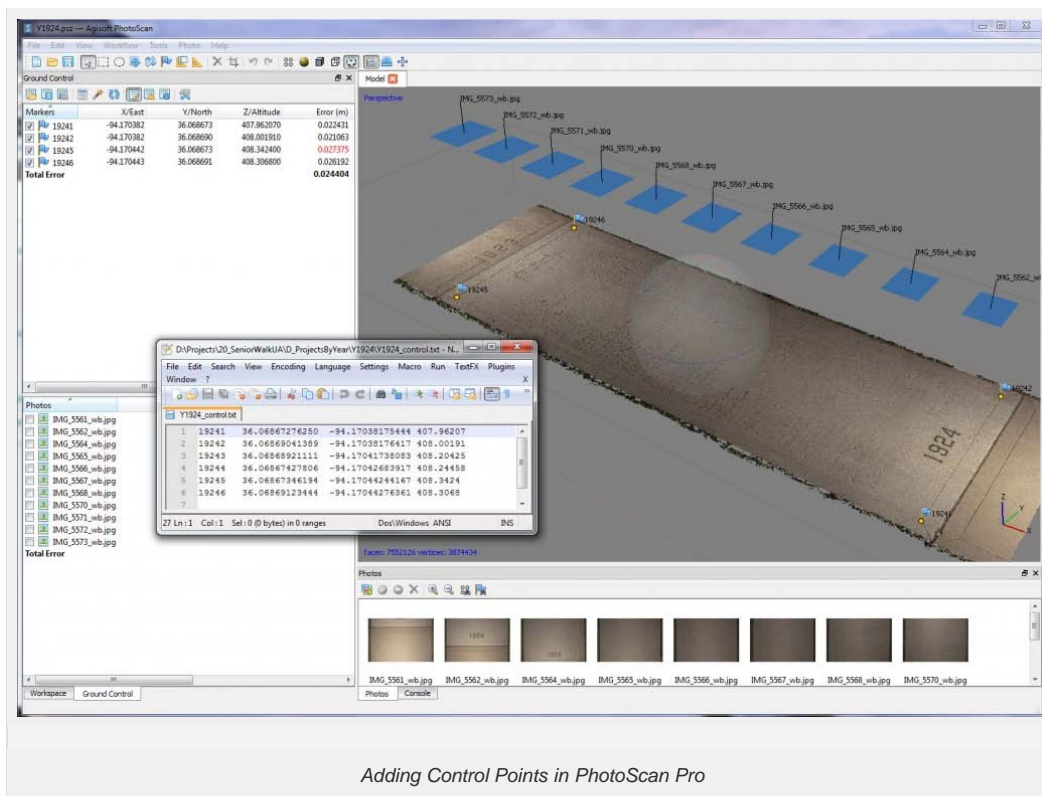 Y1924.psz — Agisoft PhotoScan
File Edit View Workflow Tools Photo Help
Ground Control
Markers X/East Y/North Z/Altitude Error (m)
19241 -94.170382 36.068673 407.962070 0.022431
19242 -94.170382 36.068690 408.001910 0.021063
19245 -94.170442 36.068673 408.342400 0.027375
19246 -94.170443 36.068691 408.306800 0.026192
Total Error 0.024404
Model
Perspective
IMG_5573_wb.jpg
IMG_5572_wb.jpg
IMG_5571_wb.jpg
IMG_5570_wb.jpg
IMG_5568_wb.jpg
IMG_5567_wb.jpg
IMG_5566_wb.jpg
IMG_5565_wb.jpg
IMG_5564_wb.jpg
IMG_5562_w
19246
1923
19245
19242
1924
19241
Z
Y
X
Faces: 7552126 vertices: 3874434
D:\Projects\20_SeniorWalkUA\D_ProjectsByYear\Y1924\Y1924_control.txt - N...
File Edit Search View Encoding Language Settings Macro Run TextFX Plugins
Window ? X
Y1924_control.txt
1 19241 36.06867276250 -94.17038175444 407.96207
2 19242 36.06869041389 -94.17038176417 408.00191
3 19243 36.06868921111 -94.17041738083 408.20425
4 19244 36.06867427806 -94.17042683917 408.24458
5 19245 36.06867346194 -94.17044244167 408.3424
6 19246 36.06869123444 -94.17044276361 408.3068
7
27 Ln : 1 Col : 1 Sel : 0 (0 bytes) in 0 ranges Dos\Windows ANSI INS
Photos
IMG_5561_wb.jpg
IMG_5562_wb.jpg
IMG_5564_wb.jpg
IMG_5565_wb.jpg
IMG_5566_wb.jpg
IMG_5567_wb.jpg
IMG_5568_wb.jpg
IMG_5570_wb.jpg
IMG_5571_wb.jpg
IMG_5572_wb.jpg
IMG_5573_wb.jpg
Total Error
Workspace Ground Control
Photos
1924
1924
IMG_5561_wb.jpg IMG_5562_wb.jpg IMG_5564_wb.jpg IMG_5565_wb.jpg IMG_5566_wb.jpg IMG_5567_wb.jpg IMG_5568_wb.jpg IMG_5570_wb.jpg
Photos Console
Adding Control Points in PhotoScan Pro